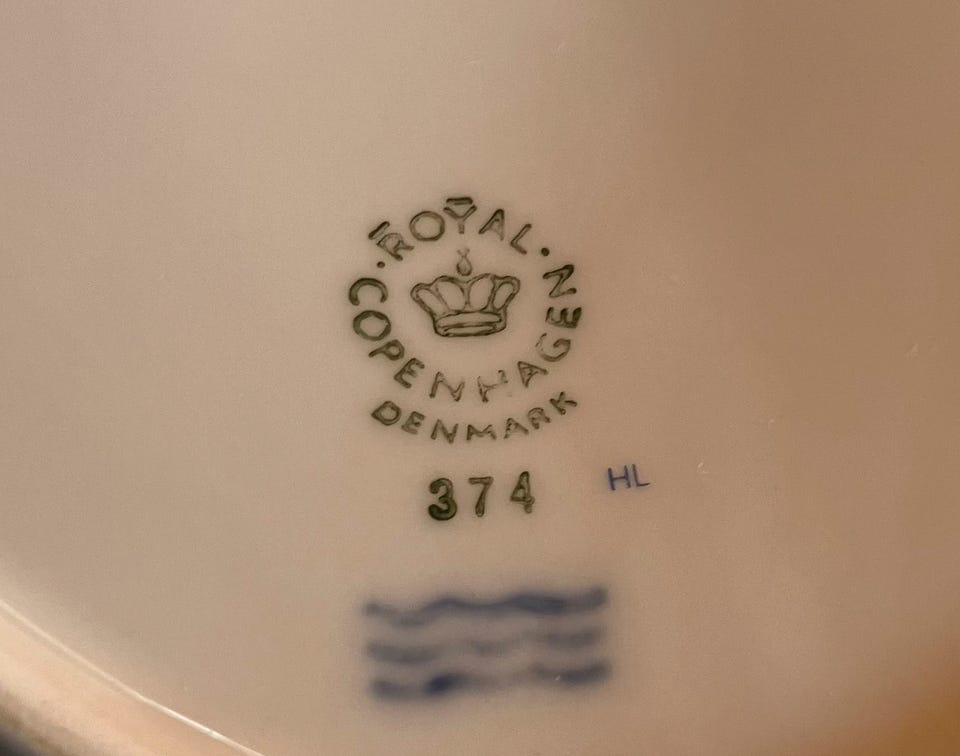 ·ROYAL·
COPENHAGEN
DENMARK
374 HL